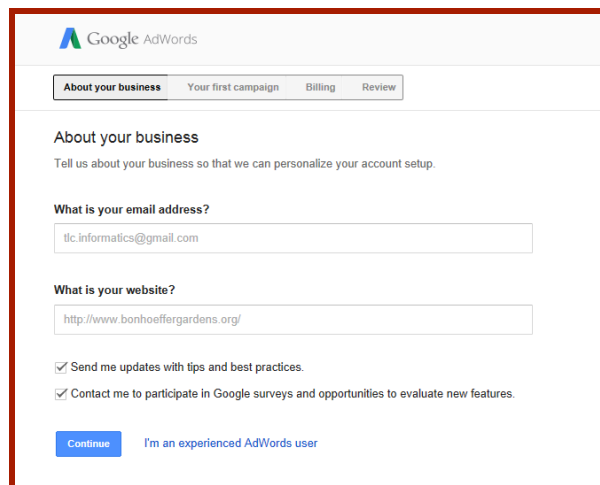 Google AdWords
About your business Your first campaign Billing Review
About your business
Tell us about your business so that we can personalize your account setup.
What is your email address?
tlc.informatics@gmail.com
What is your website?
http://www.bonhoeffergardens.org/
Send me updates with tips and best practices.
Contact me to participate in Google surveys and opportunities to evaluate new features.
Continue I'm an experienced AdWords user